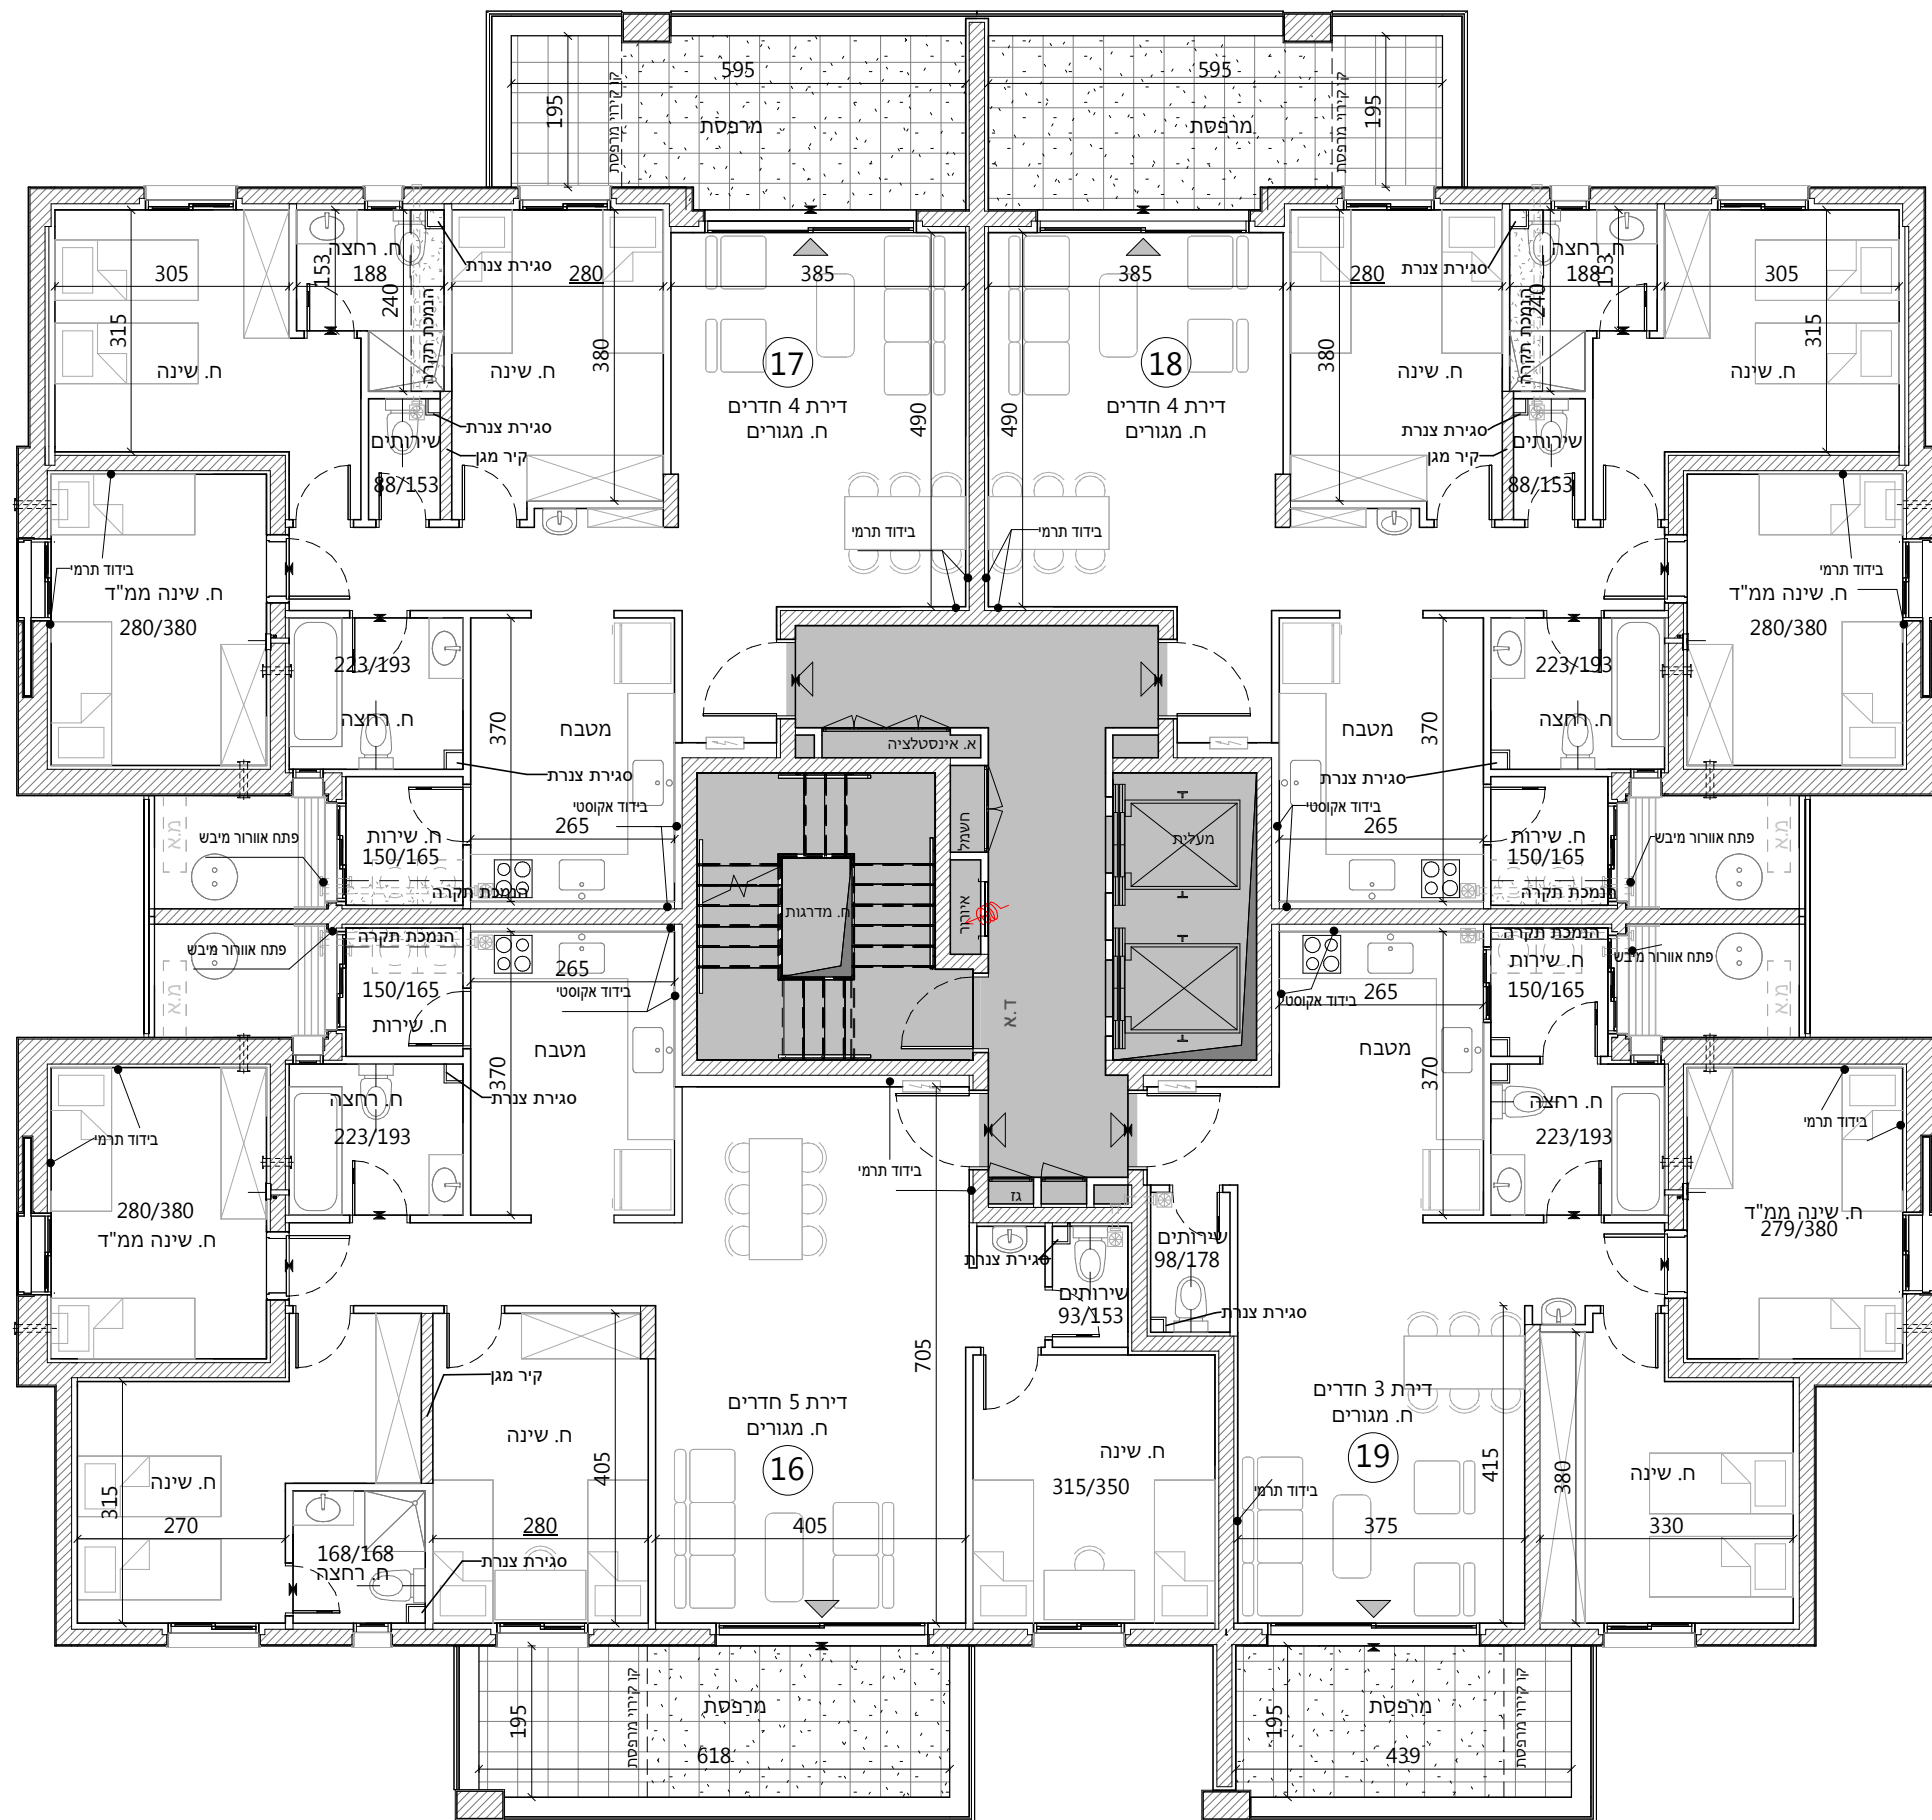 595
595
195
קו קירוי מרפסת
מרפסת
מרפסת
קו קירוי מרפסת
195
ח. רחצה
153
188
סגירת צנרת
305
315
240
הנמכת תקרה
280
380
385
385
280
380
סגירת צנרת
ח. רחצה
153
188
240
הנמכת תקרה
305
315
ח. שינה
ח. שינה
17
18
ח. שינה
ח. שינה
דירת 4 חדרים
ח. מגורים
490
דירת 4 חדרים
ח. מגורים
490
סגירת צנרת
שירותים
קיר מגן
88/153
סגירת צנרת
שירותים
קיר מגן
88/153
בידוד תרמי
בידוד תרמי
בידוד תרמי
ח. שינה ממ"ד
280/380
בידוד תרמי
ח. שינה ממ"ד
280/380
223/193
ח. רחצה
370
מטבח
סגירת צנרת
א. אינסטלציה
מטבח
370
223/193
ח. רחצה
סגירת צנרת
בידוד אקוסטי
265
בידוד אקוסטי
265
מ.א
פתח אוורור מיבש
ח. שירות
150/165
הנמכת תקרה
חשמל
מעלית
ח. שירות
150/165
הנמכת תקרה
פתח אוורור מיבש
מ.א
ח. מדרגות
איוורור
הנמכת תקרה
פתח אוורור מיבש
מ.א
150/165
ח. שירות
265
בידוד אקוסטי
ד.א
265
בידוד אקוסטי
הנמכת תקרה
ח. שירות
150/165
פתח אוורור מיבש
מ.א
מטבח
370
מטבח
370
ח. רחצה
סגירת צנרת
223/193
ח. רחצה
223/193
בידוד תרמי
בידוד תרמי
בידוד תרמי
גז
280/380
ח. שינה ממ"ד
ח. שינה ממ"ד
279/380
סגירת צנרת
שירותים
93/153
שירותים
98/178
סגירת צנרת
705
קיר מגן
דירת 5 חדרים
ח. מגורים
16
דירת 3 חדרים
ח. מגורים
19
ח. שינה
405
ח. שינה
315/350
בידוד תרמי
415
ח. שינה
380
ח. שינה
315
270
280
405
375
330
168/168
ח. רחצה
סגירת צנרת
195
קו קירוי מרפסת
מרפסת
618
195
מרפסת
439
קו קירוי מרפסת